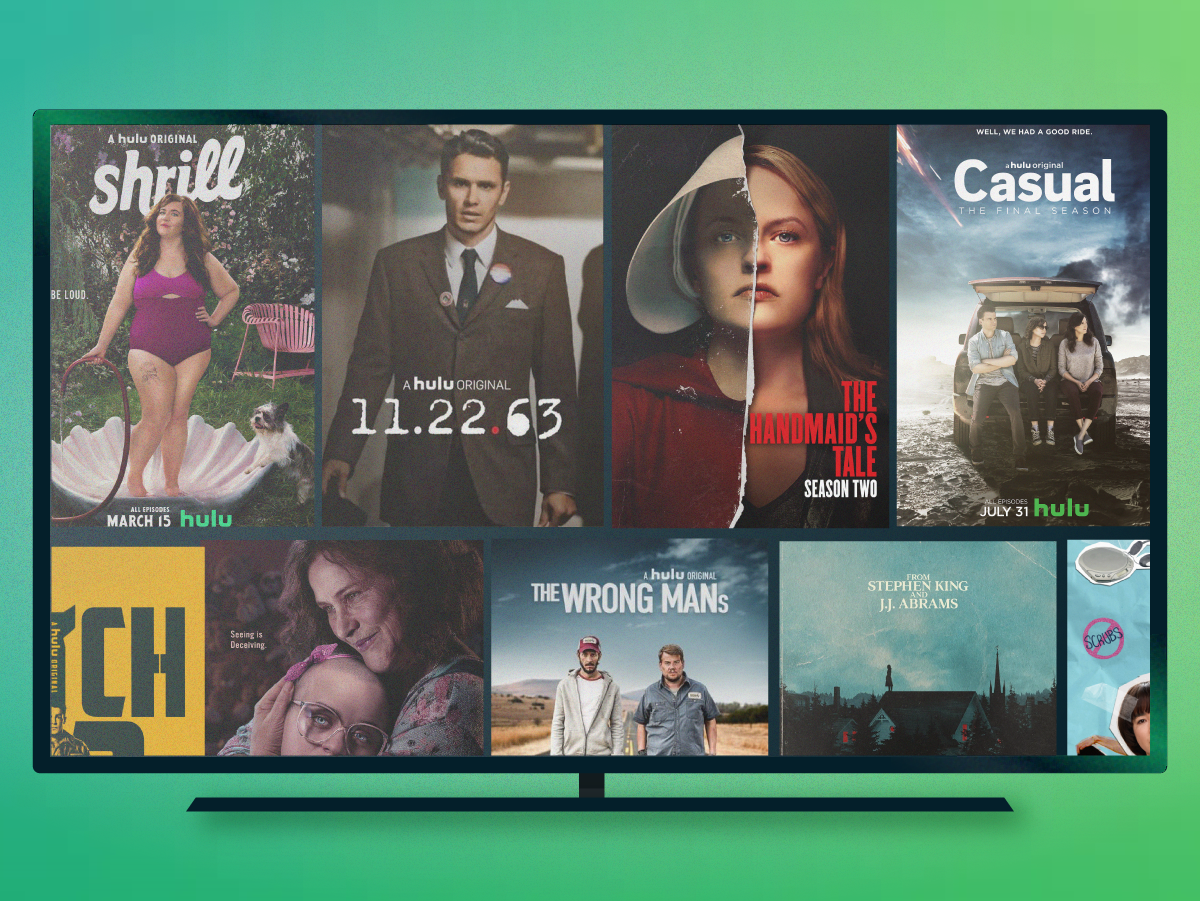 A hulu ORIGINAL
shrill
BE LOUD.
ALL EPISODES
MARCH 15 hulu
A hulu ORIGINAL
11.22.63
THE
HANDMAID'S
TALE
SEASON TWO
WELL, WE HAD A GOOD RIDE.
a hulu original
Casual
THE FINAL SEASON
ALL EPISODES
JULY 31 hulu
a hulu ORIGINAL
TCH
Seeing is
Deceiving.
A hulu ORIGINAL
THE WRONG MANs
FROM
STEPHEN KING
AND
J.J. ABRAMS
SCRUBS